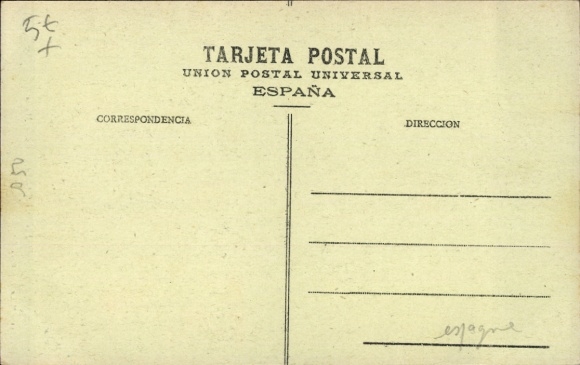 TARJETA POSTAL
UNION POSTAL UNIVERSAL
ESPAÑA
CORRESPONDENCIA
DIRECCION
espagne